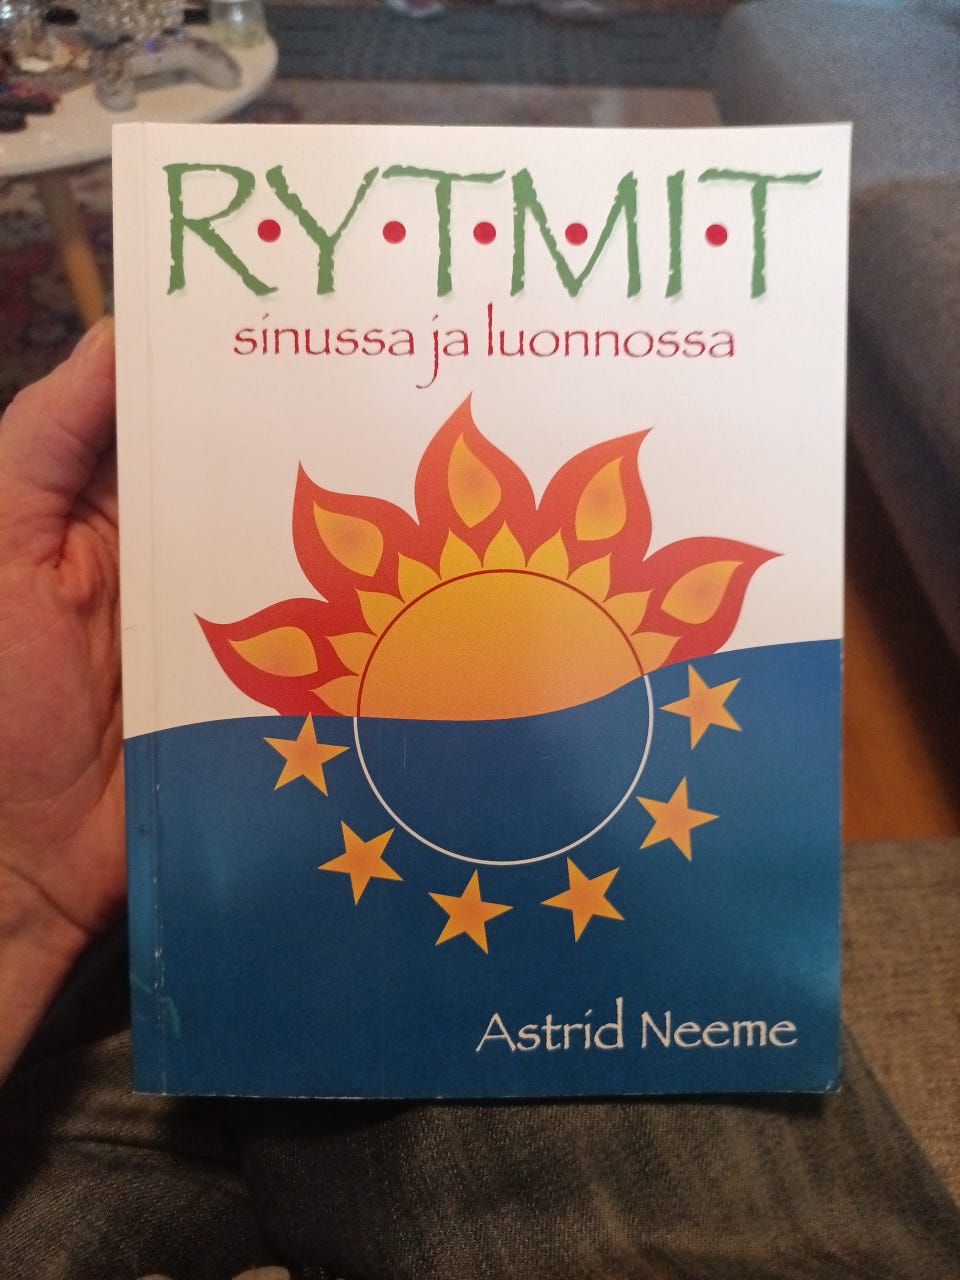 R•Y•T•M•I•T
sinussa ja luonnossa
Astrid Neeme